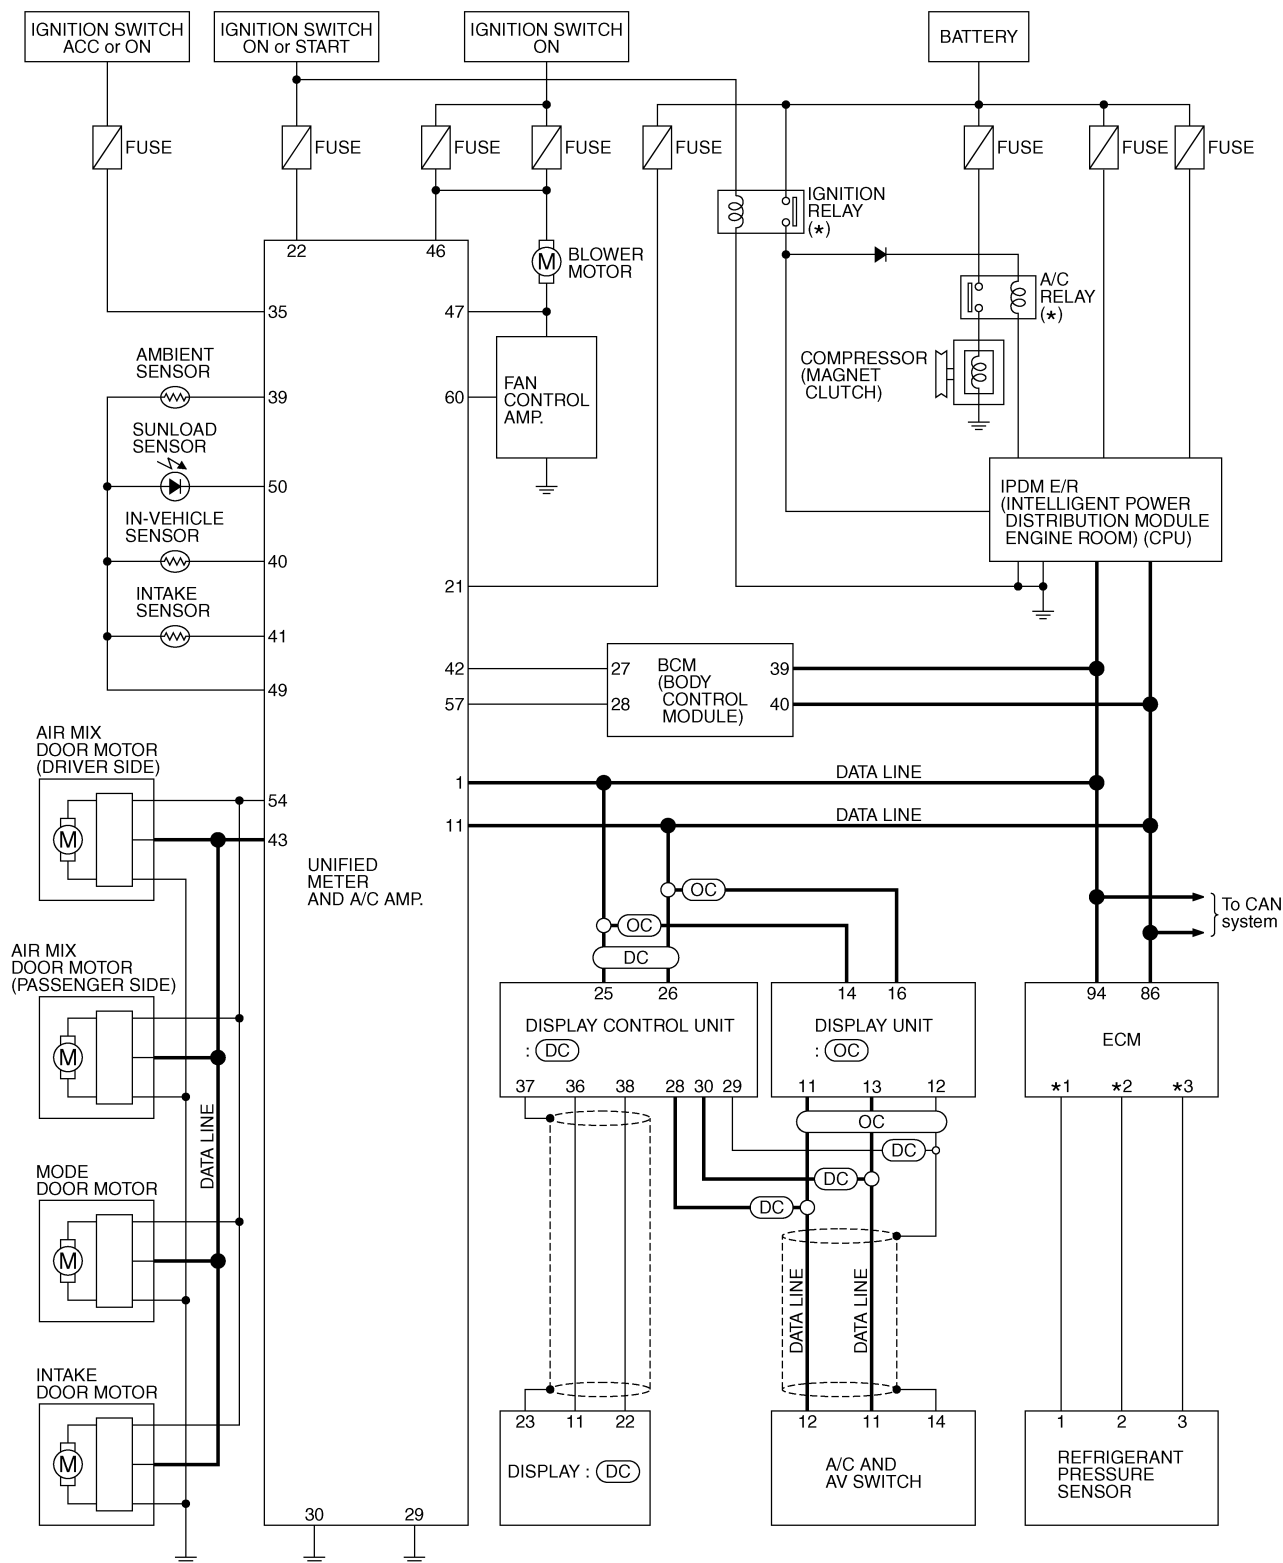 IGNITION SWITCH
ACC or ON
IGNITION SWITCH
ON or START
IGNITION SWITCH
ON
BATTERY
FUSE
FUSE
FUSE
FUSE
FUSE
FUSE
FUSE
FUSE
IGNITION
RELAY
(*)
22
46
BLOWER
MOTOR
A/C
RELAY
(*)
35
47
AMBIENT
SENSOR
39
60
FAN
CONTROL
AMP.
COMPRESSOR
(MAGNET
CLUTCH)
SUNLOAD
SENSOR
50
IPDM E/R
(INTELLIGENT POWER
DISTRIBUTION MODULE
ENGINE ROOM) (CPU)
IN-VEHICLE
SENSOR
40
INTAKE
SENSOR
21
41
42
27
BCM
(BODY
CONTROL
MODULE)
39
49
57
28
40
AIR MIX
DOOR MOTOR
(DRIVER SIDE)
1
DATA LINE
54
11
DATA LINE
M
43
UNIFIED
METER
AND A/C AMP.
OC
OC
DC
To CAN
system
AIR MIX
DOOR MOTOR
(PASSENGER SIDE)
M
25
26
14
16
94
86
DISPLAY CONTROL UNIT
: DC
DISPLAY UNIT
: OC
ECM
37
36
38
28
30
29
11
13
12
*1
*2
*3
OC
DC
DC
DC
DATA LINE
MODE
DOOR MOTOR
M
DATA LINE
DATA LINE
INTAKE
DOOR MOTOR
M
23
11
22
12
11
14
1
2
3
DISPLAY : DC
A/C AND
AV SWITCH
REFRIGERANT
PRESSURE
SENSOR
30
29
M